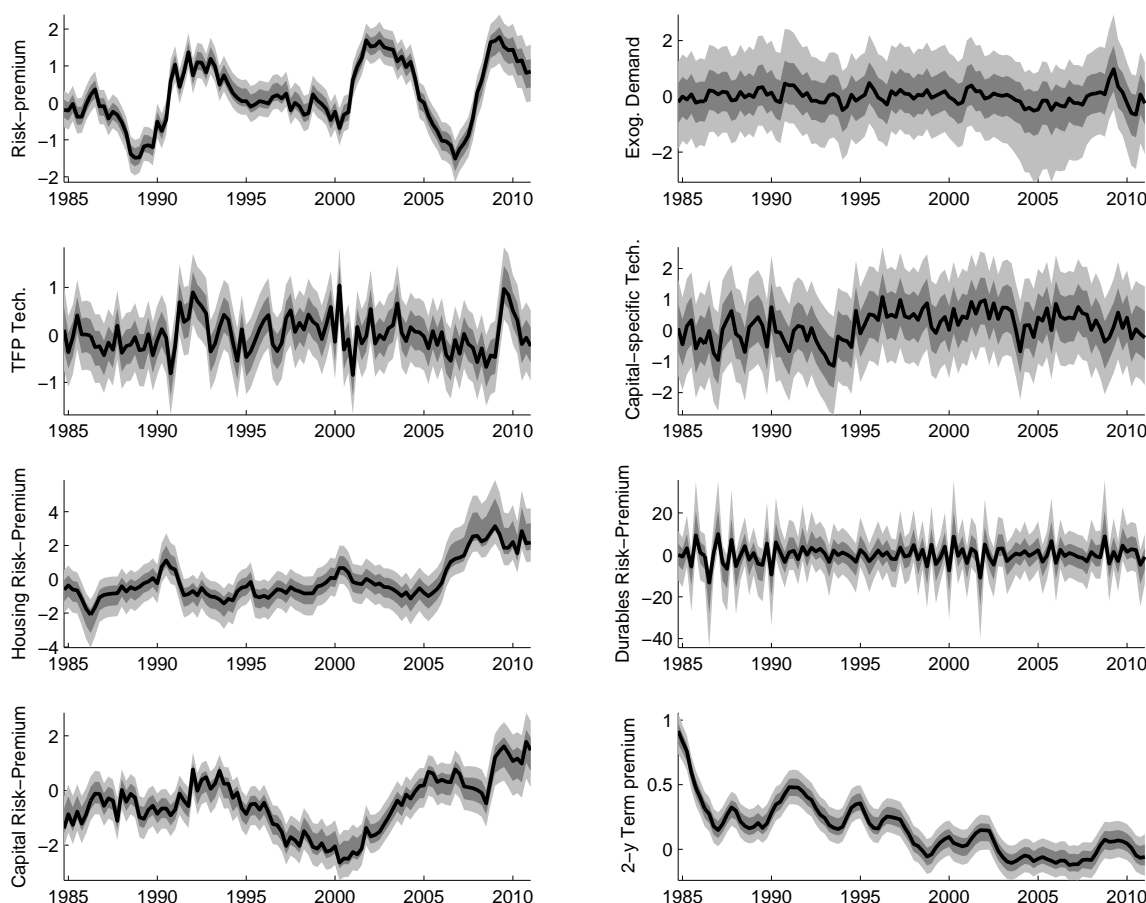 Risk−premium
2
1
0
−1
−2
1985 1990 1995 2000 2005 2010
Exog. Demand
2
0
−2
1985 1990 1995 2000 2005 2010
TFP Tech.
1
0
−1
1985 1990 1995 2000 2005 2010
Capital−specific Tech.
2
1
0
−1
−2
1985 1990 1995 2000 2005 2010
Housing Risk−Premium
4
2
0
−2
−4
1985 1990 1995 2000 2005 2010
Durables Risk−Premium
20
0
−20
−40
1985 1990 1995 2000 2005 2010
Capital Risk−Premium
2
0
−2
1985 1990 1995 2000 2005 2010
2−y Term premium
1
0.5
0
1985 1990 1995 2000 2005 2010